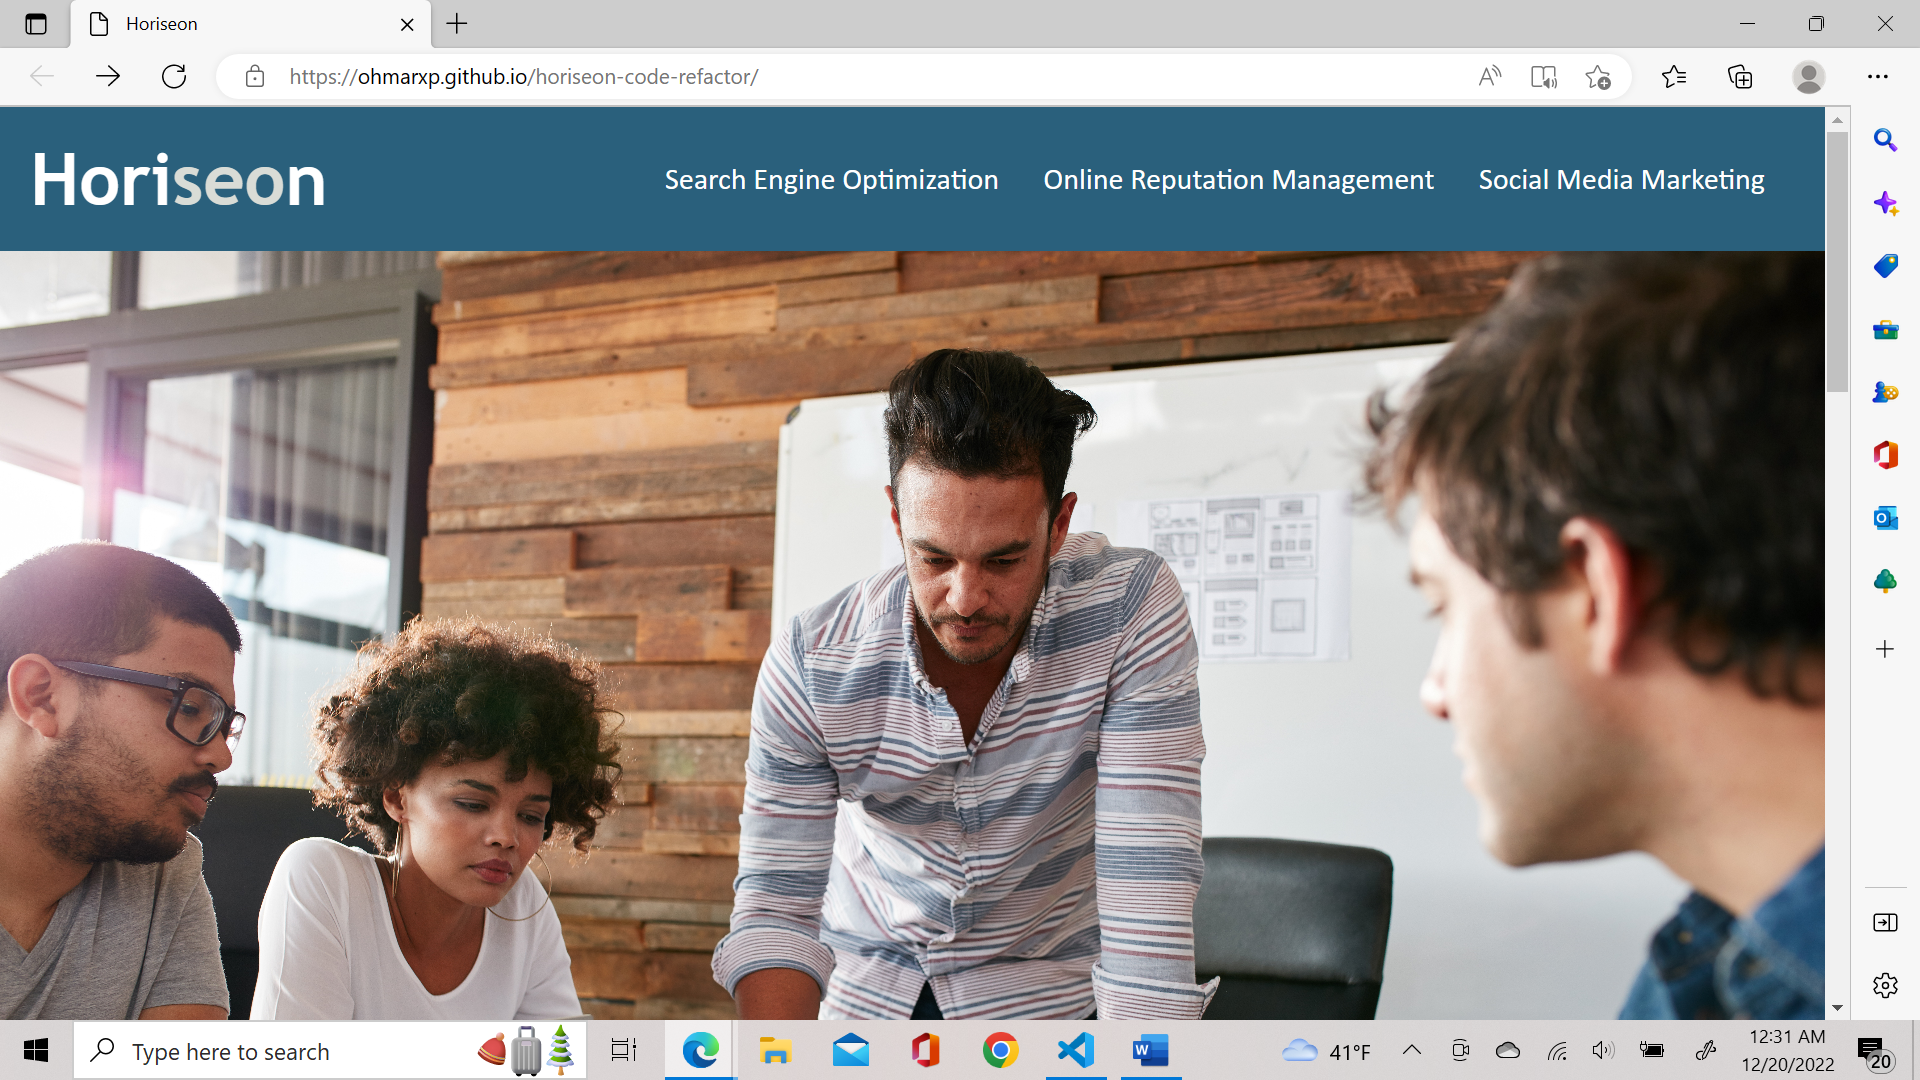 Horiseon
https://ohmarxp.github.io/horiseon-code-refactor/
Horiseon
Search Engine Optimization
Online Reputation Management
Social Media Marketing
Type here to search
41°F
12:31 AM
12/20/2022
20